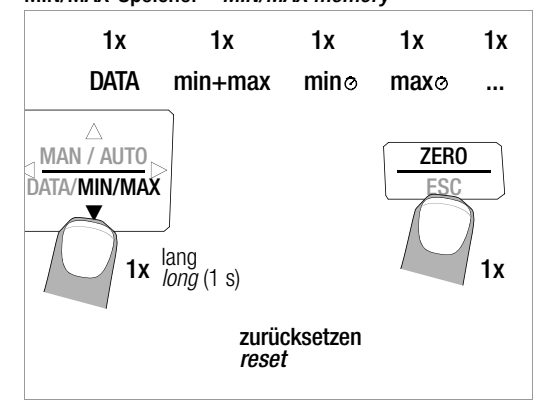 MIN/MAX-Speicher – MIN/MAX memory
1x 1x 1x 1x 1x
DATA min+max min max ...
MAN / AUTO
DATA/MIN/MAX
ZERO
ESC
1x lang
long (1 s)
1x
zurücksetzen
reset